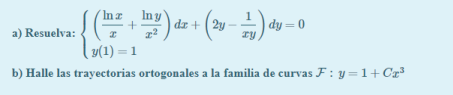 a) Resuelva: { (ln x / x + ln y / x²) dx + (2y − 1 / xy) dy = 0
y(1) = 1
b) Halle las trayectorias ortogonales a la familia de curvas ℱ : y = 1 + Cx³